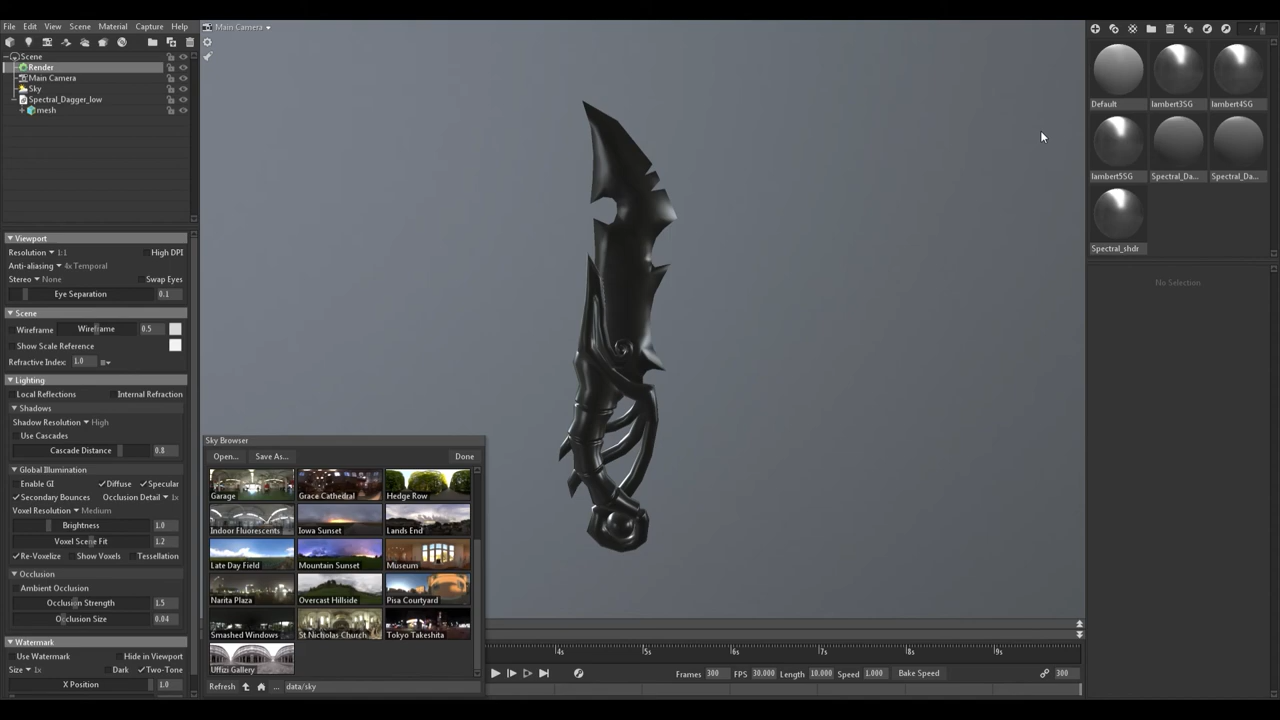 File Edit View Scene Material Capture Help
Main Camera
- /
Scene
Render
Main Camera
Sky
Spectral_Dagger_low
mesh
Default lambert3SG lambert4SG
lambert5SG Spectral_Da... Spectral_Da...
Spectral_shdr
No Selection
Viewport
Resolution 1:1 High DPI
Anti-aliasing 4x Temporal
Stereo None Swap Eyes
Eye Separation 0.1
Scene
Wireframe Wireframe 0.5
Show Scale Reference
Refractive Index: 1.0
Lighting
Local Reflections Internal Refraction
Shadows
Shadow Resolution High
Use Cascades
Cascade Distance 0.8
Global Illumination
Enable GI Diffuse Specular
Secondary Bounces Occlusion Detail 1x
Voxel Resolution Medium
Brightness 1.0
Voxel Scene Fit 1.2
Re-Voxelize Show Voxels Tessellation
Occlusion
Ambient Occlusion
Occlusion Strength 1.5
Occlusion Size 0.04
Watermark
Use Watermark Hide in Viewport
Size 1x Dark Two-Tone
X Position 1.0
Sky Browser
Open... Save As... Done
Garage Grace Cathedral Hedge Row
Indoor Fluorescents Iowa Sunset Lands End
Late Day Field Mountain Sunset Museum
Narita Plaza Overcast Hillside Pisa Courtyard
Smashed Windows St Nicholas Church Tokyo Takeshita
Uffizi Gallery
Refresh ... data/sky
4s 5s 6s 7s 8s 9s
Frames 300 FPS 30.000 Length 10.000 Speed 1.000 Bake Speed 300